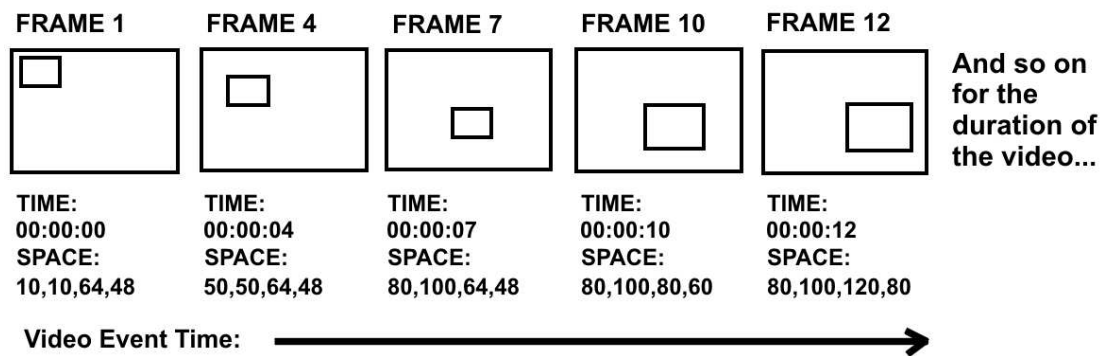 FRAME 1
FRAME 4
FRAME 7
FRAME 10
FRAME 12
And so on
for the
duration of
the video...
TIME:
00:00:00
SPACE:
10,10,64,48
TIME:
00:00:04
SPACE:
50,50,64,48
TIME:
00:00:07
SPACE:
80,100,64,48
TIME:
00:00:10
SPACE:
80,100,80,60
TIME:
00:00:12
SPACE:
80,100,120,80
Video Event Time: